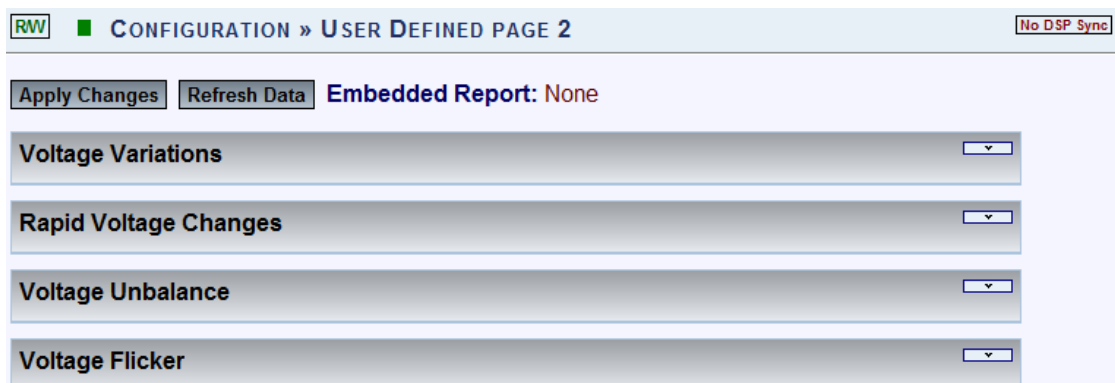 R/W CONFIGURATION » USER DEFINED PAGE 2 No DSP Sync
Apply Changes Refresh Data Embedded Report: None
Voltage Variations
Rapid Voltage Changes
Voltage Unbalance
Voltage Flicker